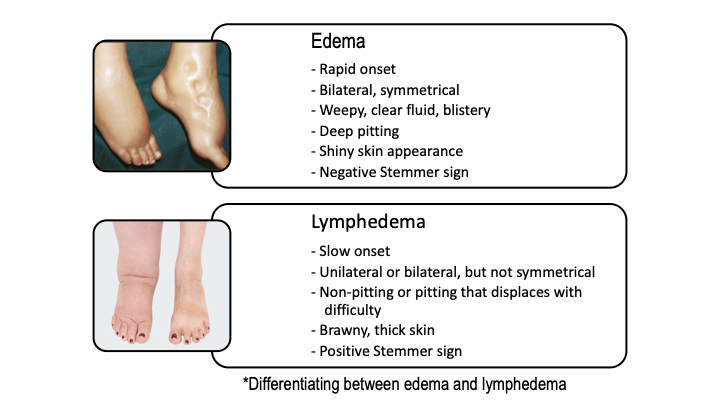 Edema
- Rapid onset
- Bilateral, symmetrical
- Weepy, clear fluid, blistery
- Deep pitting
- Shiny skin appearance
- Negative Stemmer sign
Lymphedema
- Slow onset
- Unilateral or bilateral, but not symmetrical
- Non-pitting or pitting that displaces with
difficulty
- Brawny, thick skin
- Positive Stemmer sign
*Differentiating between edema and lymphedema